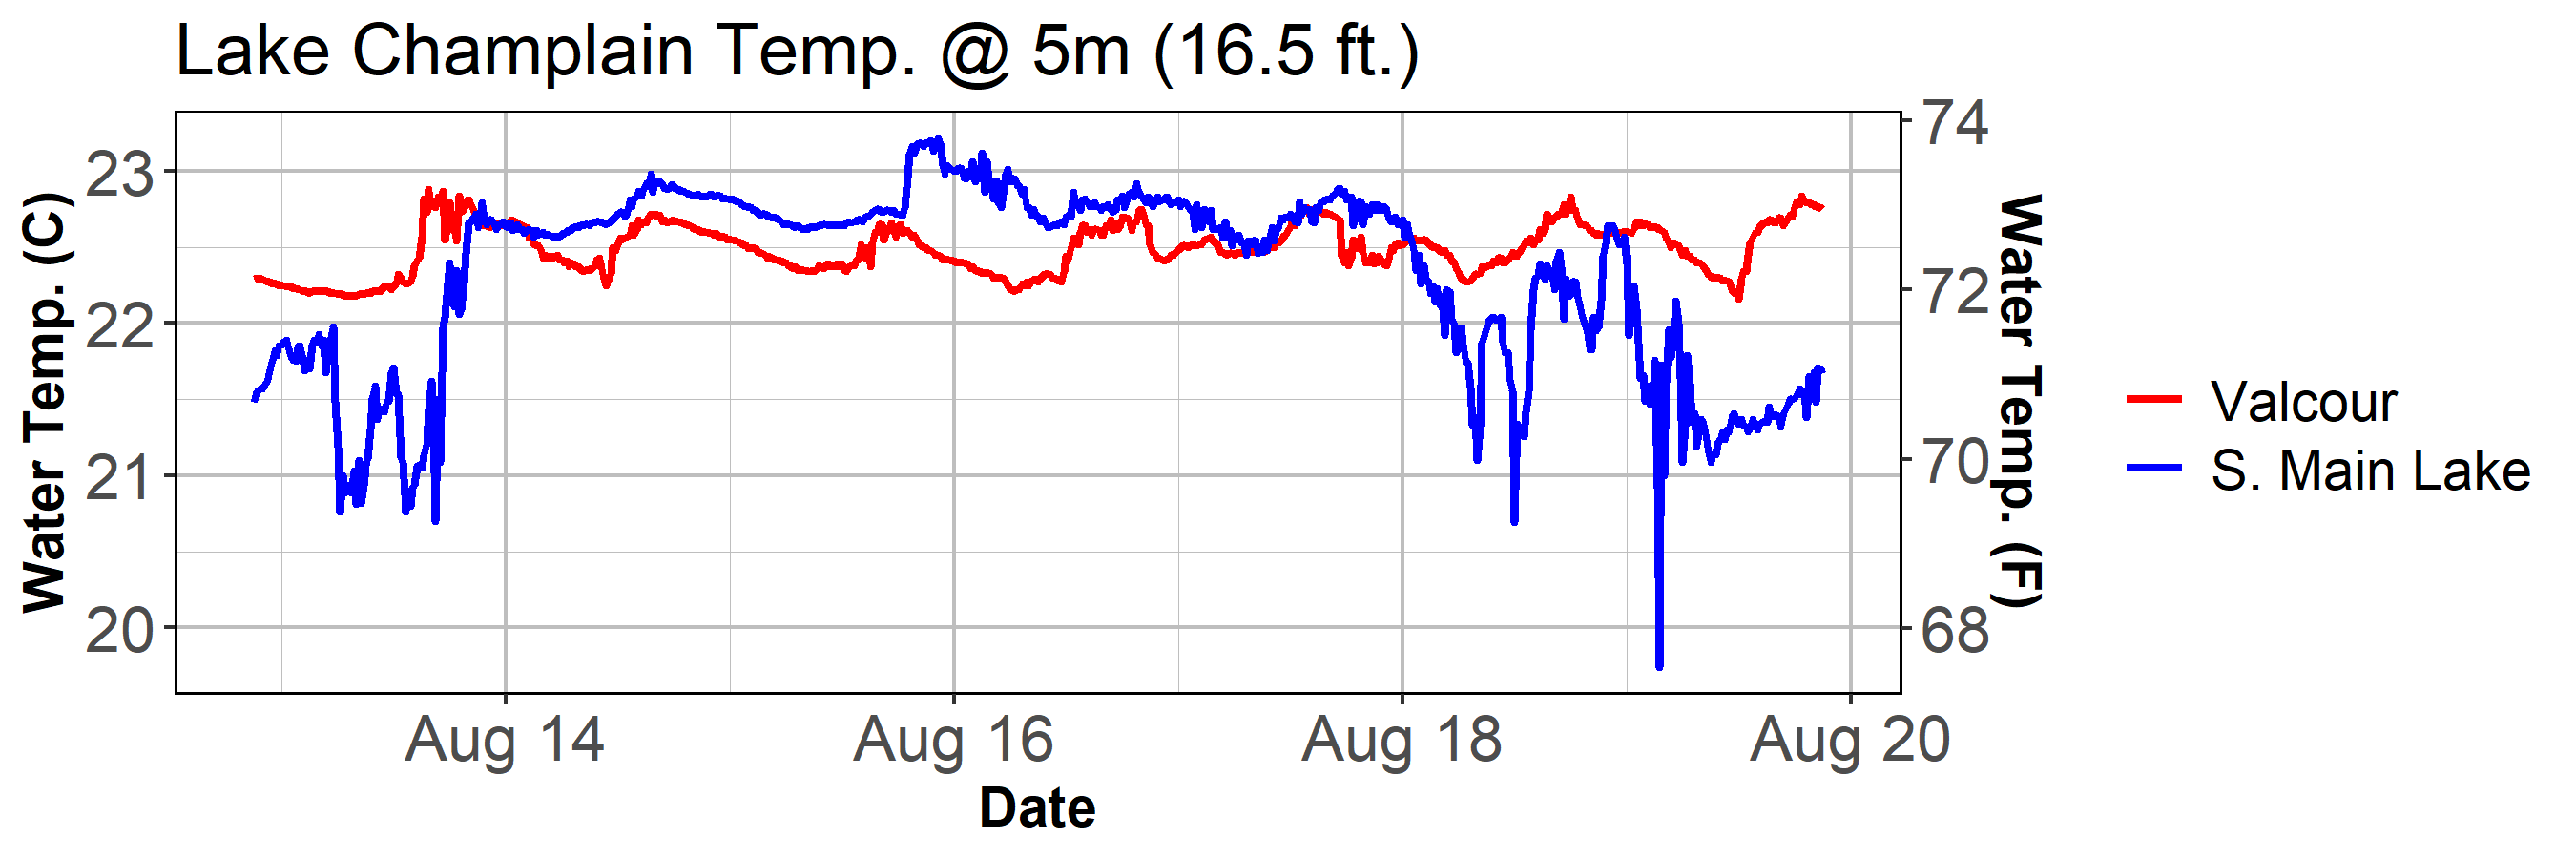 Lake Champlain Temp. @ 5m (16.5 ft.)
Water Temp. (C)
23
22
21
20
74
72
70
68
Water Temp. (F)
Aug 14
Aug 16
Aug 18
Aug 20
Date
Valcour
S. Main Lake